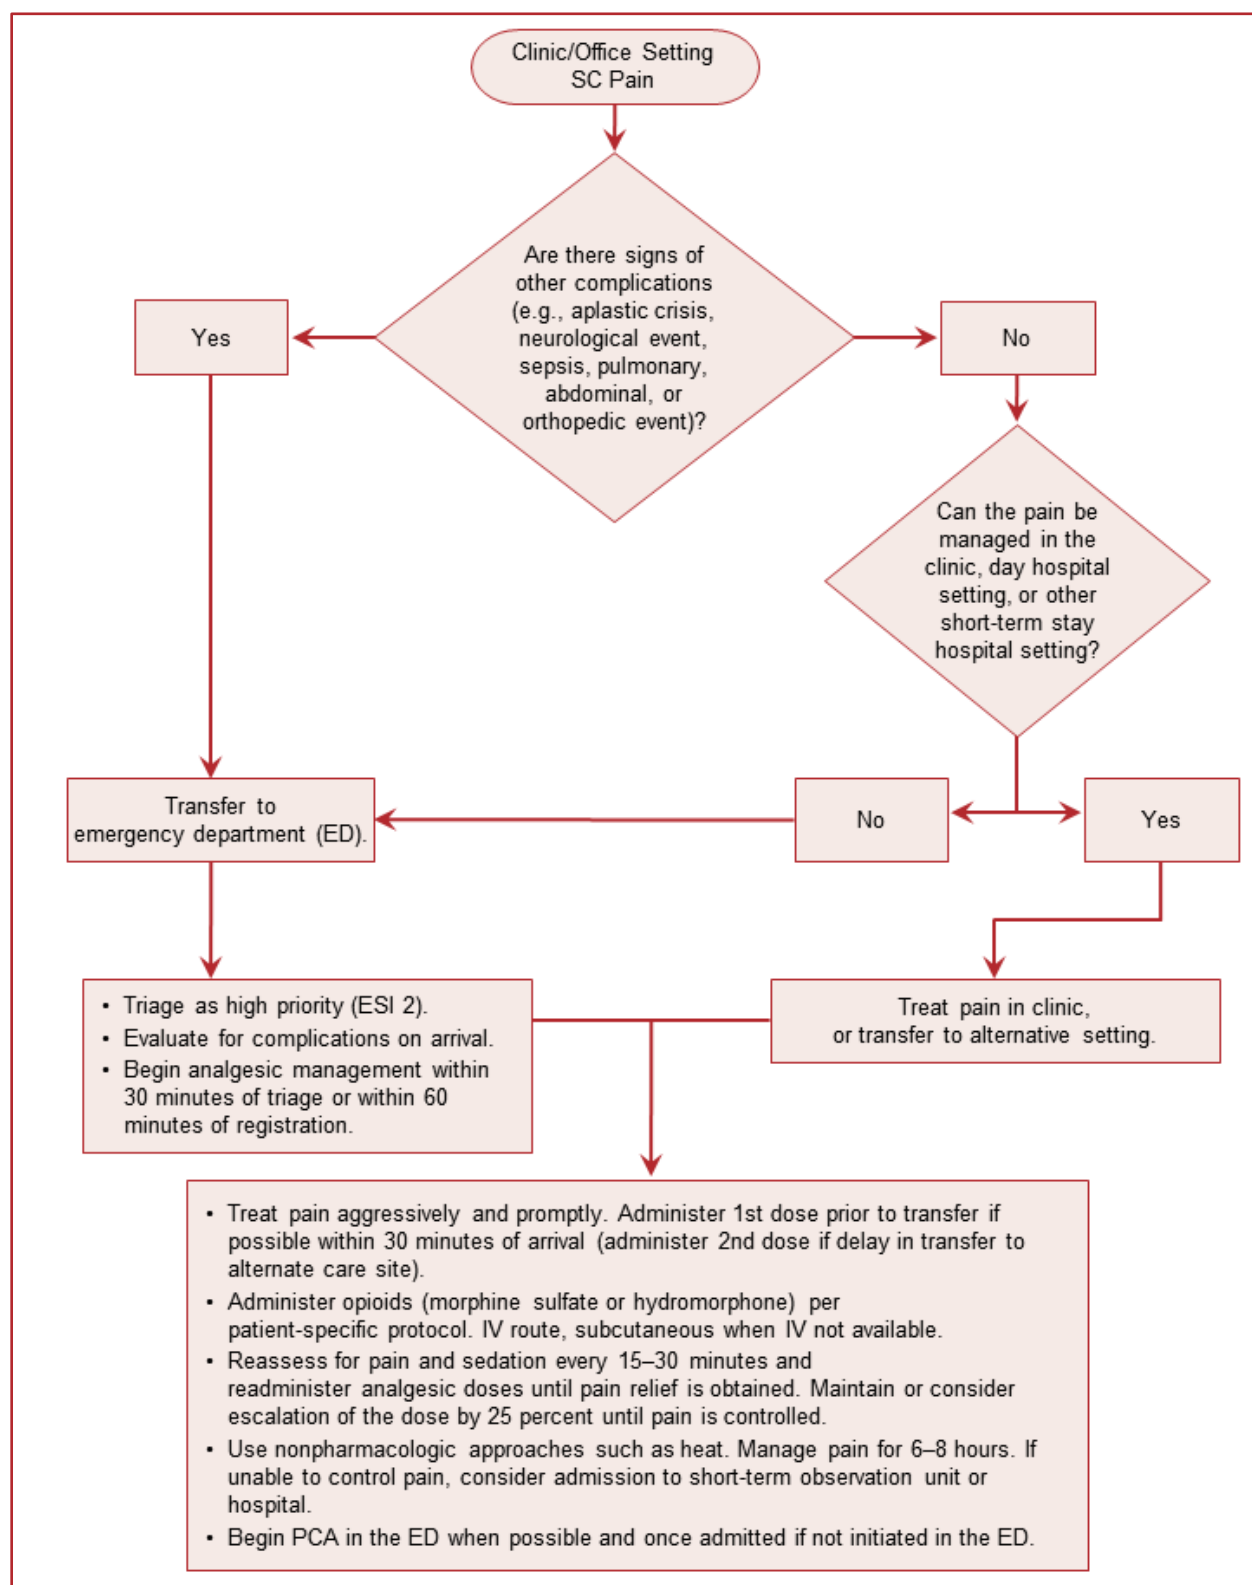 Clinic/Office Setting
SC Pain
Are there signs of
other complications
(e.g., aplastic crisis,
neurological event,
sepsis, pulmonary,
abdominal, or
orthopedic event)?
Yes
No
Can the pain be
managed in the
clinic, day hospital
setting, or other
short-term stay
hospital setting?
Transfer to
emergency department (ED).
No
Yes
• Triage as high priority (ESI 2).
• Evaluate for complications on arrival.
• Begin analgesic management within
30 minutes of triage or within 60
minutes of registration.
Treat pain in clinic,
or transfer to alternative setting.
• Treat pain aggressively and promptly. Administer 1st dose prior to transfer if
possible within 30 minutes of arrival (administer 2nd dose if delay in transfer to
alternate care site).
• Administer opioids (morphine sulfate or hydromorphone) per
patient-specific protocol. IV route, subcutaneous when IV not available.
• Reassess for pain and sedation every 15–30 minutes and
readminister analgesic doses until pain relief is obtained. Maintain or consider
escalation of the dose by 25 percent until pain is controlled.
• Use nonpharmacologic approaches such as heat. Manage pain for 6–8 hours. If
unable to control pain, consider admission to short-term observation unit or
hospital.
• Begin PCA in the ED when possible and once admitted if not initiated in the ED.